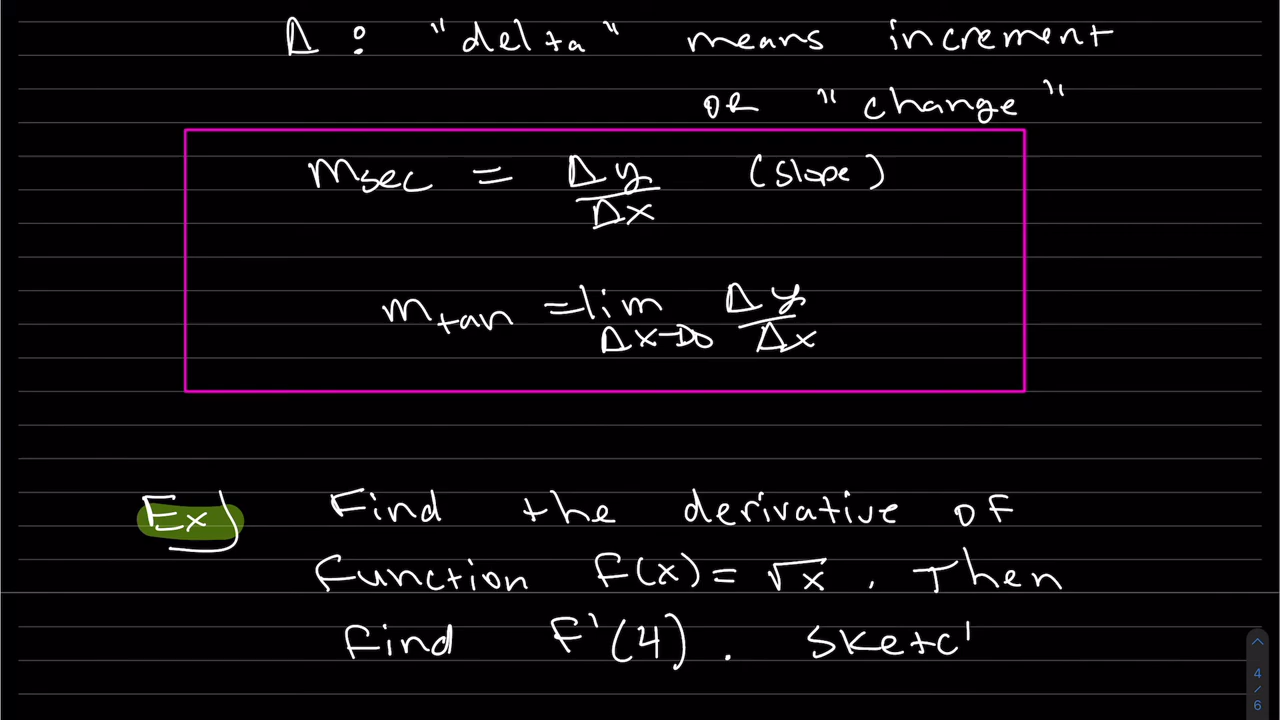 Δ : "delta" means increment
OR "change"
m_sec = Δy/Δx (slope)
m_tan = lim_{Δx→0} Δy/Δx
Ex) Find the derivative of
function f(x) = √x . Then
find f'(4) . Sketc
4/6